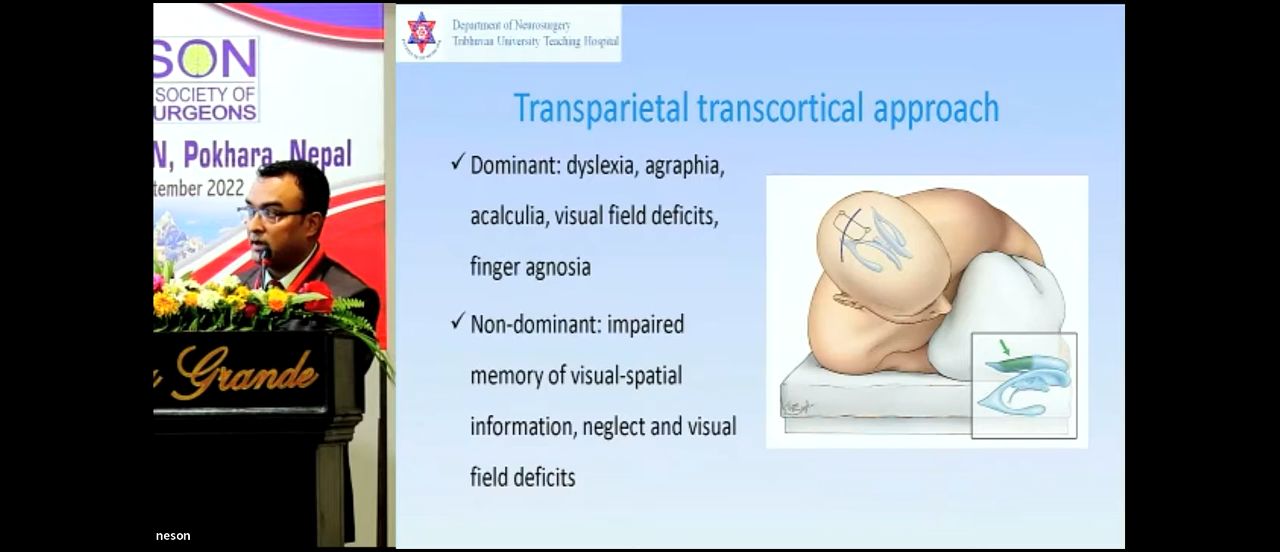 SON
SOCIETY OF
URGEONS
N, Pokhara, Nepal
tember 2022
Grande
neson
Department of Neurosurgery
Tribhuvan University Teaching Hospital
Transparietal transcortical approach
✓ Dominant: dyslexia, agraphia,
acalculia, visual field deficits,
finger agnosia
✓ Non-dominant: impaired
memory of visual-spatial
information, neglect and visual
field deficits